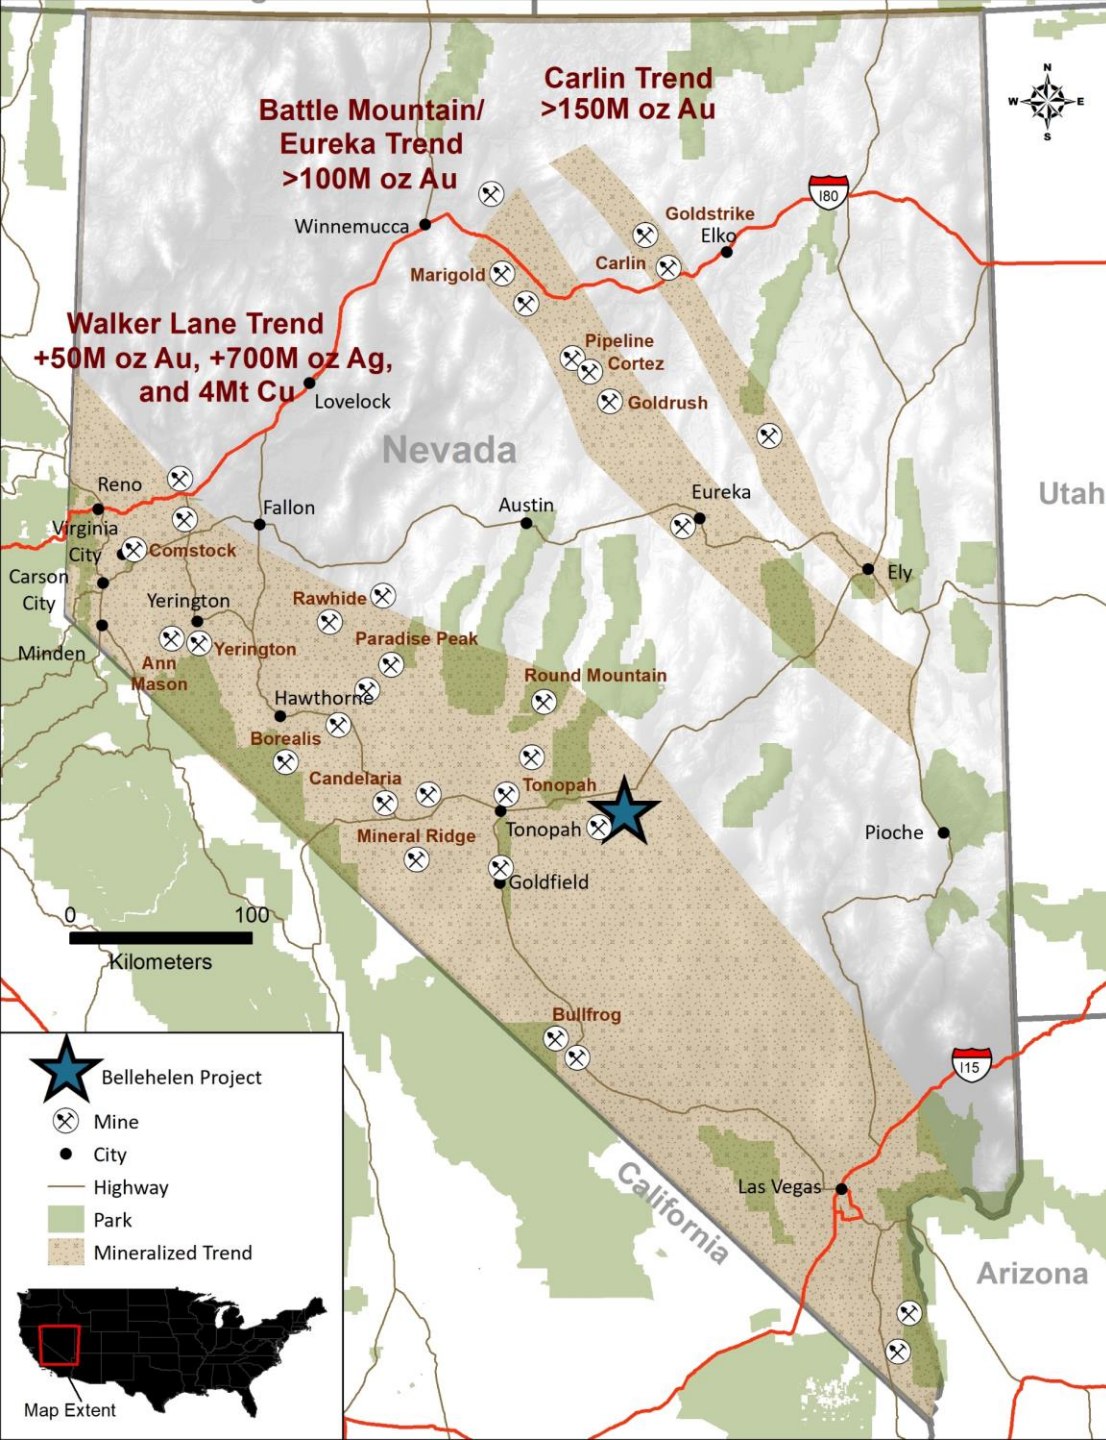 Carlin Trend
>150M oz Au
Battle Mountain/
Eureka Trend
>100M oz Au
N
W
E
S
I80
Goldstrike
Elko
Winnemucca
Carlin
Marigold
Walker Lane Trend
+50M oz Au, +700M oz Ag,
and 4Mt Cu
Pipeline
Cortez
Lovelock
Goldrush
Nevada
Utah
Reno
Eureka
Austin
Fallon
Virginia
City
Comstock
Carson
City
Ely
Yerington
Rawhide
Minden
Yerington
Paradise Peak
Ann
Mason
Round Mountain
Hawthorne
Borealis
Candelaria
Tonopah
Mineral Ridge
Tonopah
Pioche
Goldfield
0
100
Kilometers
Bullfrog
I15
Las Vegas
California
Arizona
Bellehelen Project
Mine
City
Highway
Park
Mineralized Trend
Map Extent